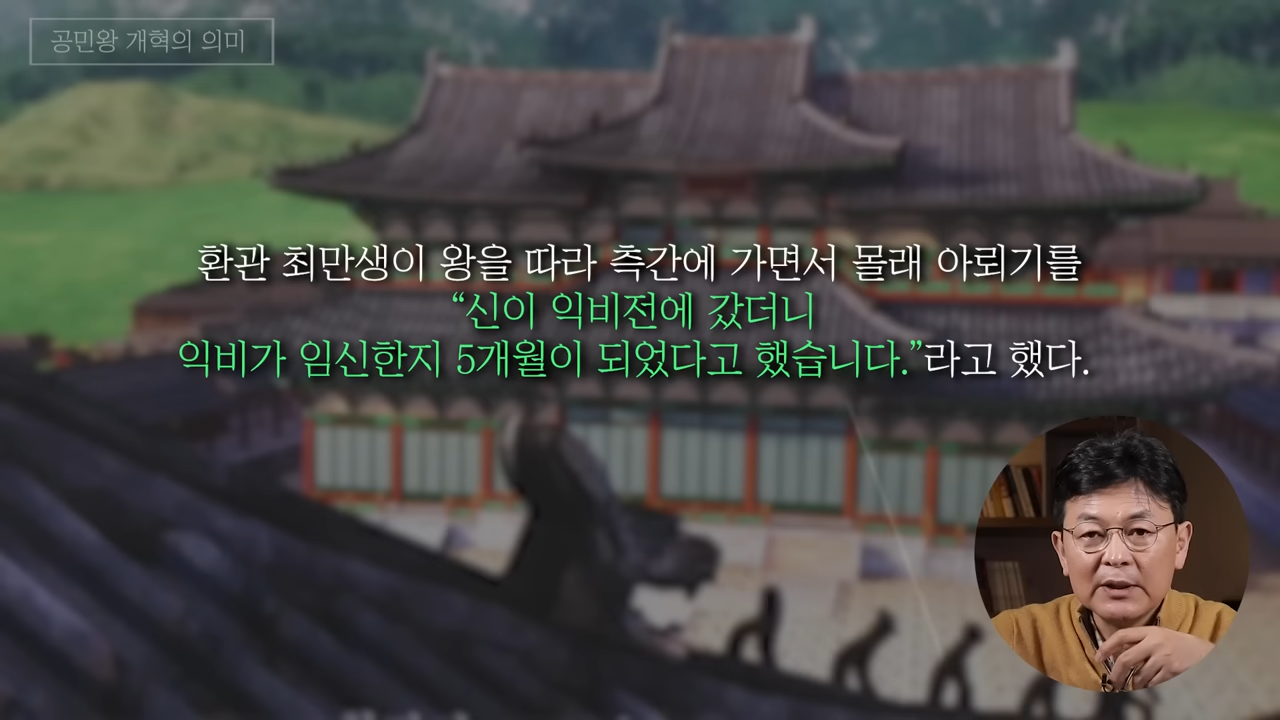 공민왕 개혁의 의미
환관 최만생이 왕을 따라 측간에 가면서 몰래 아뢰기를
“신이 익비전에 갔더니
익비가 임신한지 5개월이 되었다고 했습니다.”라고 했다.